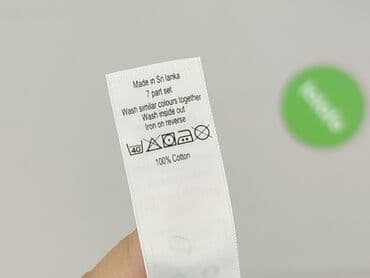 Made in Sri lanka
7 part set
Wash similar colours together
Wash inside out
Iron on reverse
40
100% Cotton